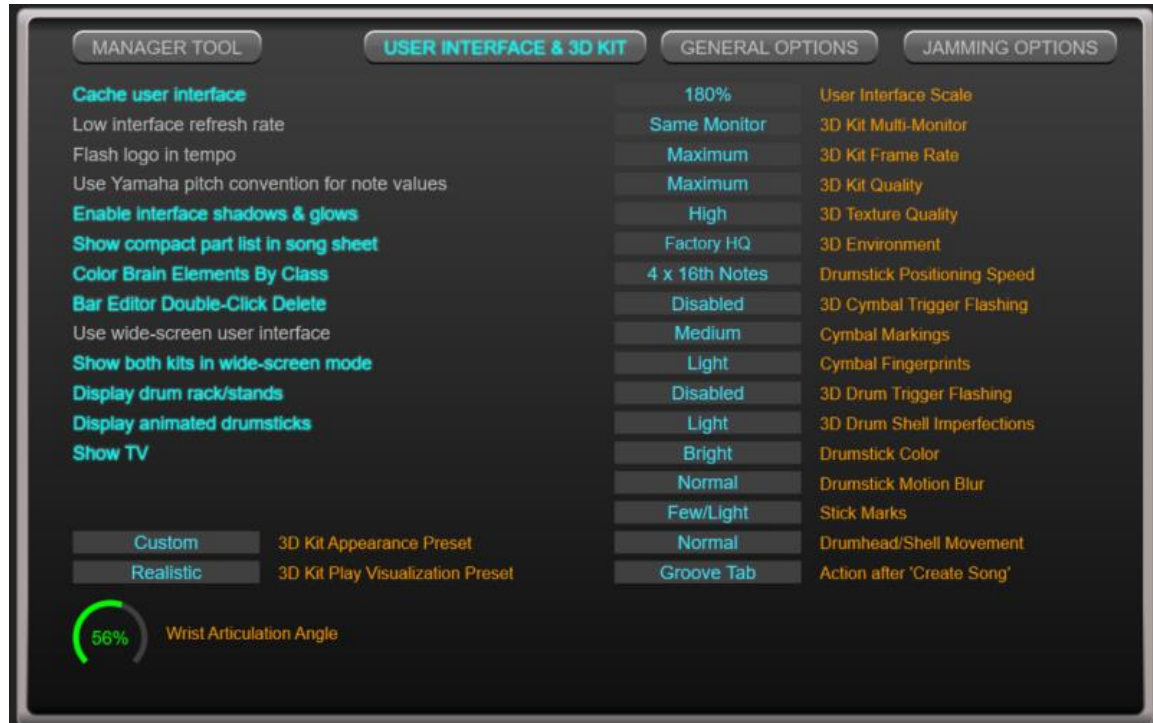 MANAGER TOOL USER INTERFACE & 3D KIT GENERAL OPTIONS JAMMING OPTIONS
Cache user interface 180% User Interface Scale
Low interface refresh rate Same Monitor 3D Kit Multi-Monitor
Flash logo in tempo Maximum 3D Kit Frame Rate
Use Yamaha pitch convention for note values Maximum 3D Kit Quality
Enable interface shadows & glows High 3D Texture Quality
Show compact part list in song sheet Factory HQ 3D Environment
Color Brain Elements By Class 4 x 16th Notes Drumstick Positioning Speed
Bar Editor Double-Click Delete Disabled 3D Cymbal Trigger Flashing
Use wide-screen user interface Medium Cymbal Markings
Show both kits in wide-screen mode Light Cymbal Fingerprints
Display drum rack/stands Disabled 3D Drum Trigger Flashing
Display animated drumsticks Light 3D Drum Shell Imperfections
Show TV Bright Drumstick Color
Normal Drumstick Motion Blur
Few/Light Stick Marks
Custom 3D Kit Appearance Preset Normal Drumhead/Shell Movement
Realistic 3D Kit Play Visualization Preset Groove Tab Action after 'Create Song'
56% Wrist Articulation Angle